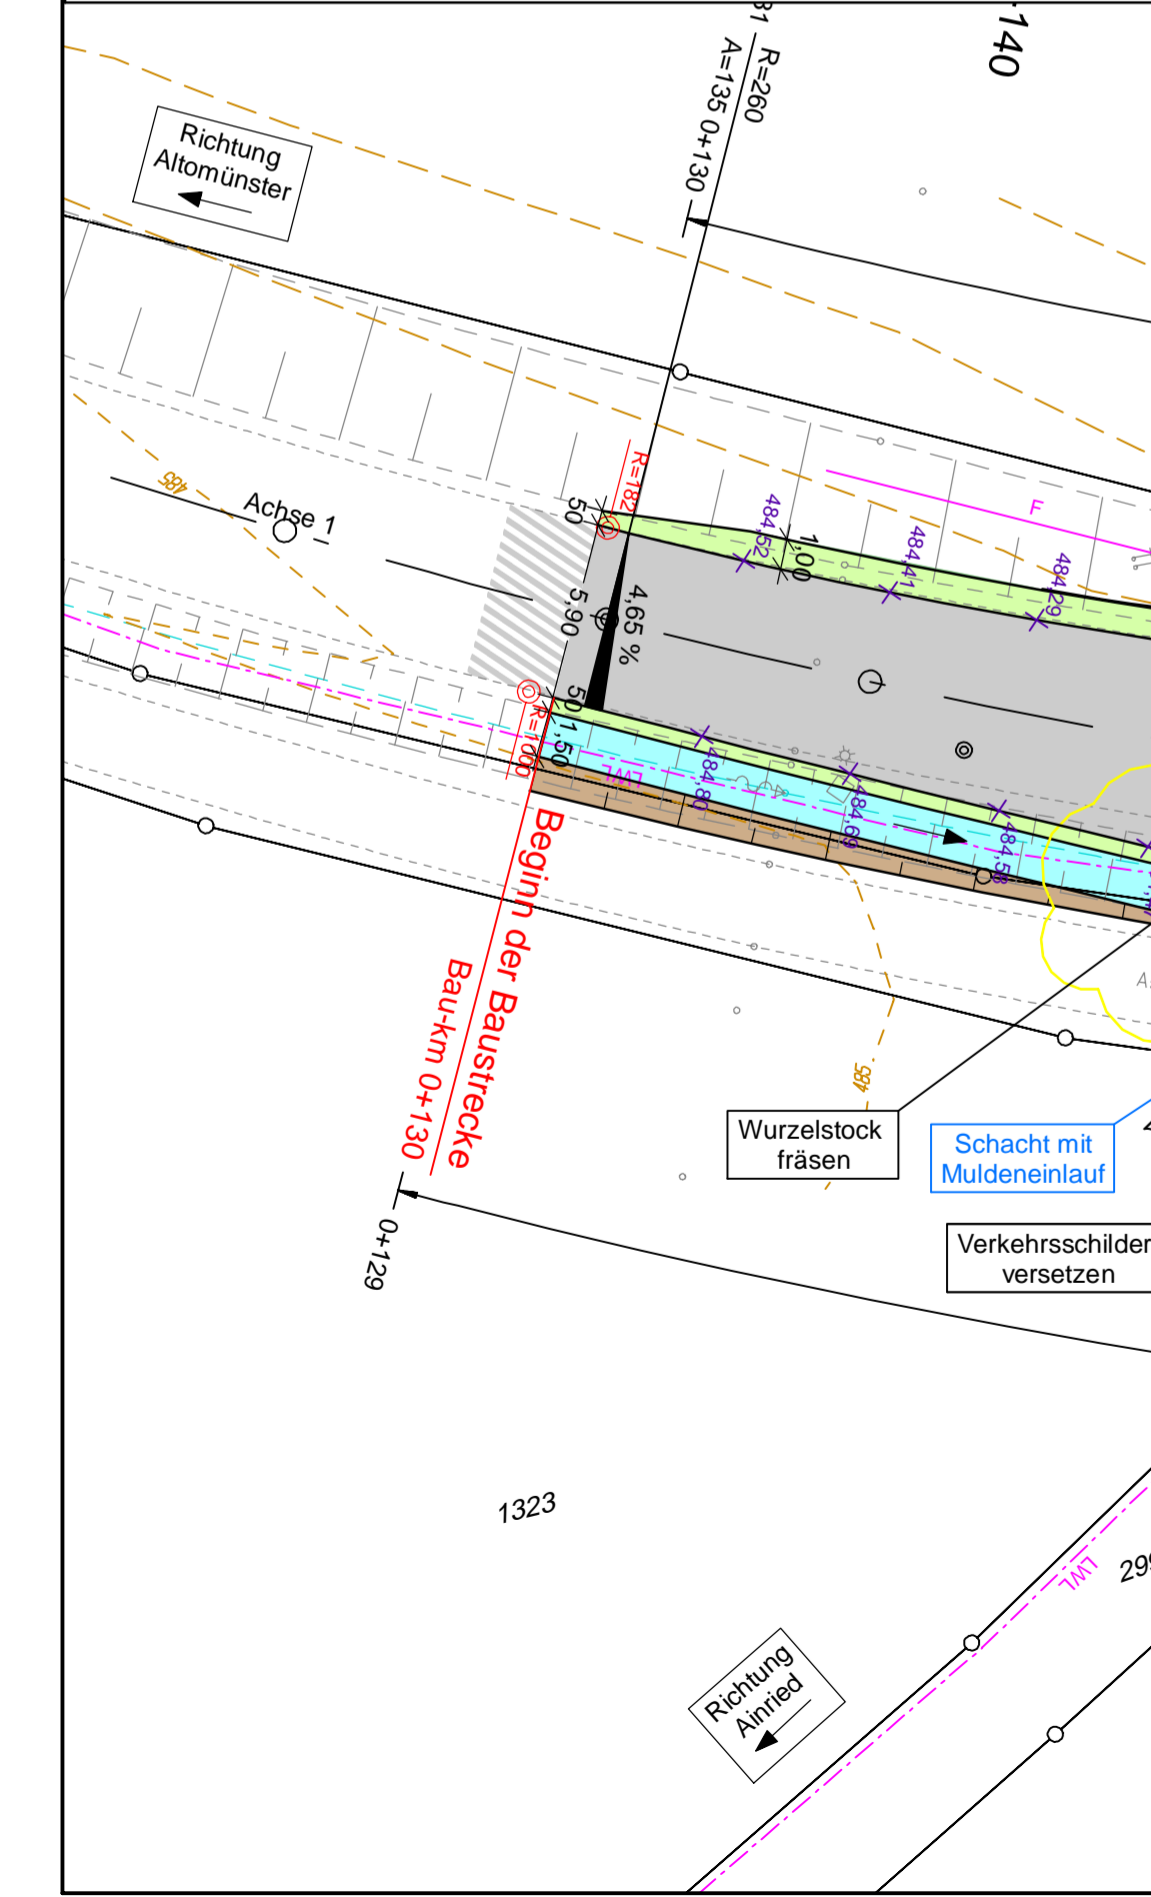 140
R=260
A=135 0+130
Richtung
Altomünster
485
Achse 1
R=182
50
5,90
4,65 %
50
1,50
1,00
484,52
484,41
484,29
F
R=1000
LWL
484,80
484,69
484,58
Beginn der Baustrecke
Bau-km 0+130
0+129
485
Wurzelstock
fräsen
Schacht mit
Muldeneinlauf
Verkehrsschilder
versetzen
1323
LWL
Richtung
Ainried